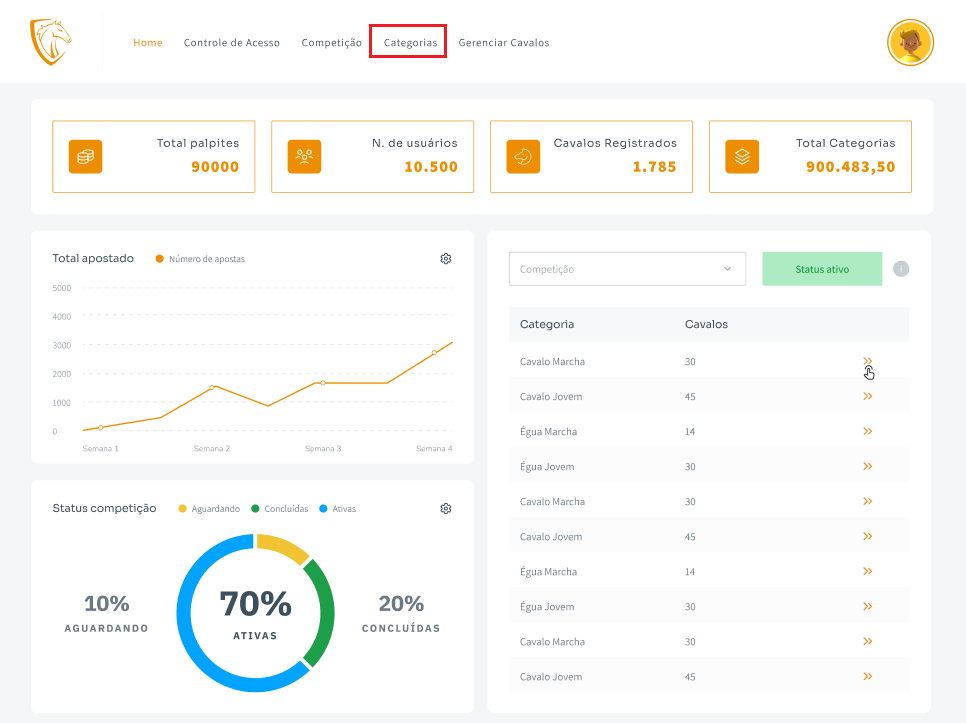 Home Controle de Acesso Competição Categorias Gerenciar Cavalos
Total palpites
90000
N. de usuários
10.500
Cavalos Registrados
1.785
Total Categorias
900.483,50
Total apostado Número de apostas
5000
4000
3000
2000
1000
0
Semana 1 Semana 2 Semana 3 Semana 4
Status competição Aguardando Concluídas Ativas
10%
AGUARDANDO
70%
ATIVAS
20%
CONCLUÍDAS
Competição Status ativo i
Categoria Cavalos
Cavalo Marcha 30
Cavalo Jovem 45
Égua Marcha 14
Égua Jovem 30
Cavalo Marcha 30
Cavalo Jovem 45
Égua Marcha 14
Égua Jovem 30
Cavalo Marcha 30
Cavalo Jovem 45